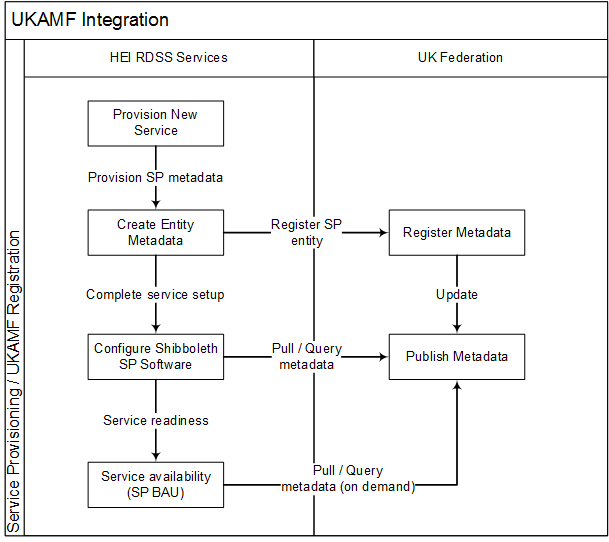 UKAMF Integration
HEI RDSS Services
UK Federation
Service Provisioning / UKAMF Registration
Provision New
Service
Provision SP metadata
Create Entity
Metadata
Register SP
entity
Register Metadata
Complete service setup
Update
Configure Shibboleth
SP Software
Pull / Query
metadata
Publish Metadata
Service readiness
Service availability
(SP BAU)
Pull / Query
metadata (on demand)